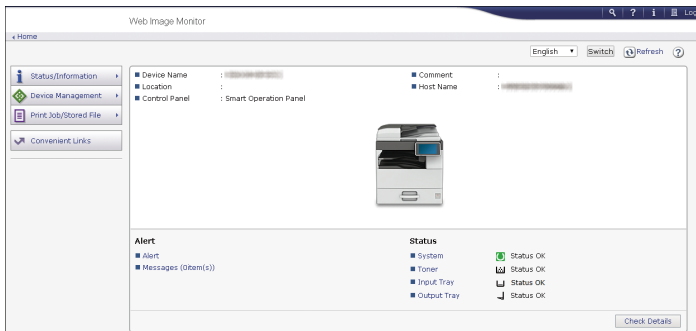 ? i Log
Web Image Monitor
Home
English Switch Refresh ?
Status/Information
Device Management
Print Job/Stored File
Convenient Links
Device Name :
Comment :
Location :
Host Name :
Control Panel : Smart Operation Panel
Alert
Alert
Messages (0item(s))
Status
System Status OK
Toner Status OK
Input Tray Status OK
Output Tray Status OK
Check Details